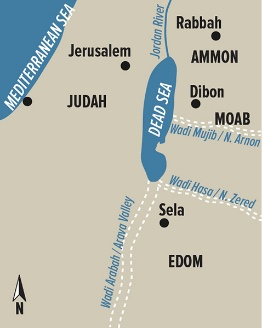 Rabbah
Jordan River
MEDITERRANEAN SEA
Jerusalem
AMMON
Dibon
JUDAH
DEAD SEA
MOAB
Wadi Mujib / N. Arnon
Wadi Hasa / N. Zered
Sela
Wadi Arabah / Arava Valley
EDOM
N